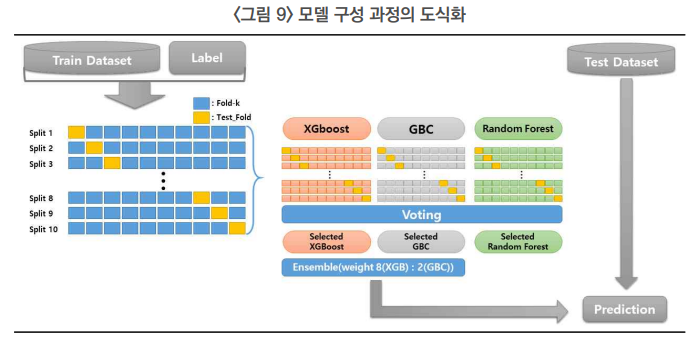 <그림 9> 모델 구성 과정의 도식화
Train Dataset
Label
Test Dataset
: Fold-k
: Test_Fold
Split 1
Split 2
Split 3
Split 8
Split 9
Split 10
XGboost
GBC
Random Forest
Voting
Selected
XGBoost
Selected
GBC
Selected
Random Forest
Ensemble(weight 8(XGB) : 2(GBC))
Prediction